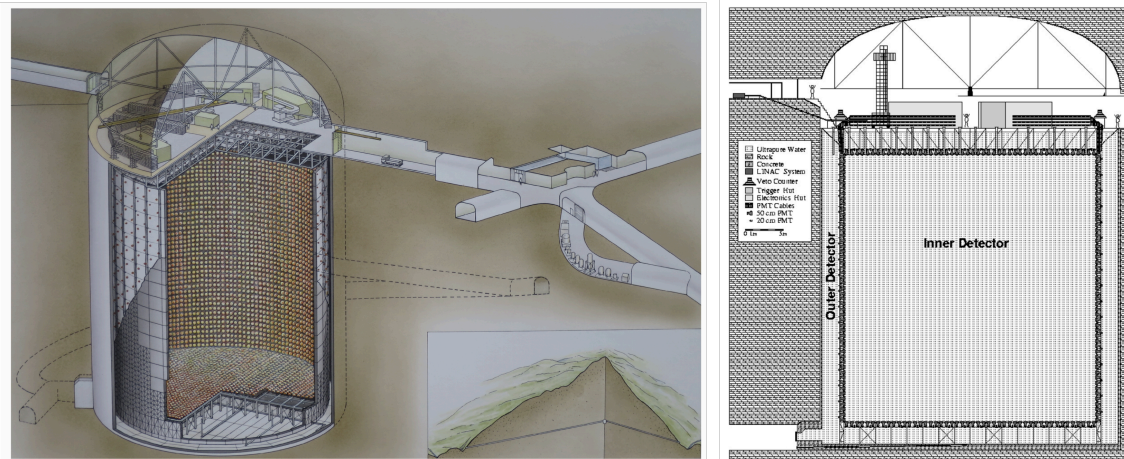 Ultrapure Water
Rock
Concrete
LINAC System
Veto Counter
Trigger Hut
Electronics Hut
PMT Cables
50 cm PMT
20 cm PMT
0 1m 5m
Outer Detector
Inner Detector